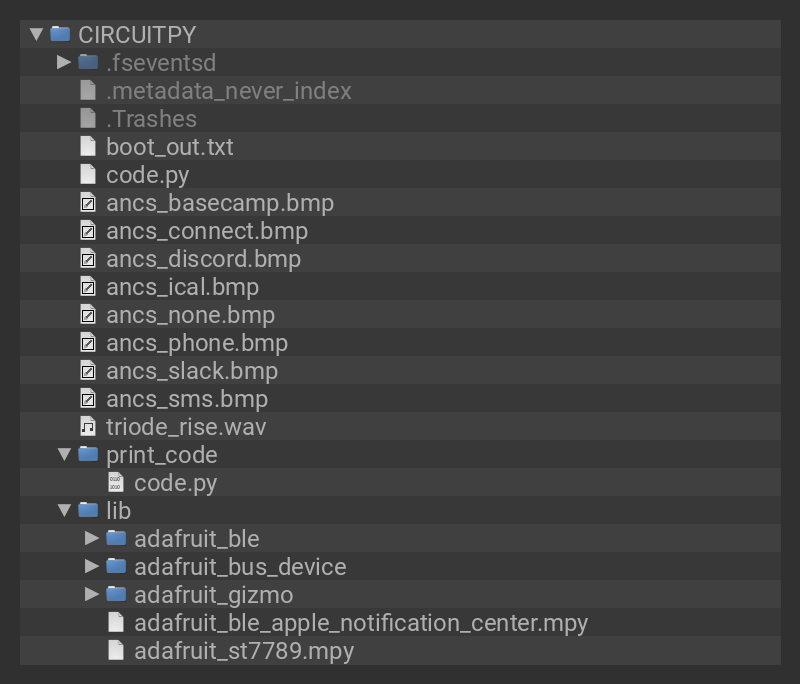 CIRCUITPY
.fseventsd
.metadata_never_index
.Trashes
boot_out.txt
code.py
ancs_basecamp.bmp
ancs_connect.bmp
ancs_discord.bmp
ancs_ical.bmp
ancs_none.bmp
ancs_phone.bmp
ancs_slack.bmp
ancs_sms.bmp
triode_rise.wav
print_code
code.py
lib
adafruit_ble
adafruit_bus_device
adafruit_gizmo
adafruit_ble_apple_notification_center.mpy
adafruit_st7789.mpy